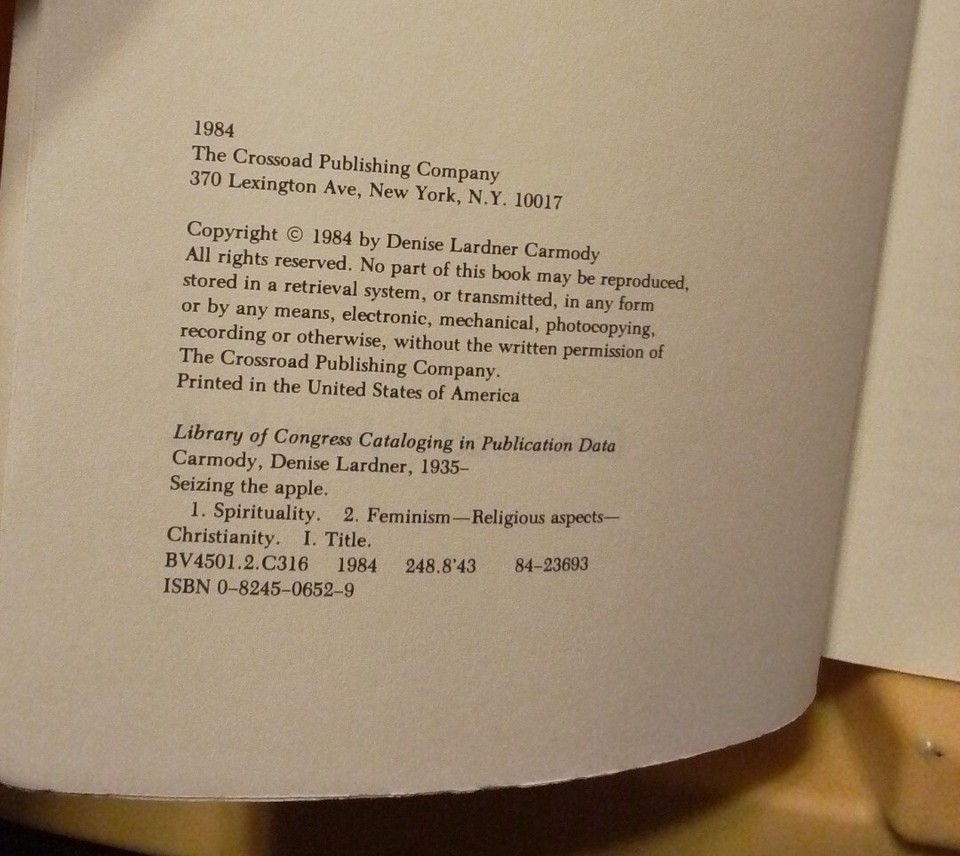 1984
The Crossoad Publishing Company
370 Lexington Ave, New York, N.Y. 10017
Copyright © 1984 by Denise Lardner Carmody
All rights reserved. No part of this book may be reproduced,
stored in a retrieval system, or transmitted, in any form
or by any means, electronic, mechanical, photocopying,
recording or otherwise, without the written permission of
The Crossroad Publishing Company.
Printed in the United States of America
Library of Congress Cataloging in Publication Data
Carmody, Denise Lardner, 1935–
Seizing the apple.
1. Spirituality. 2. Feminism—Religious aspects—
Christianity. I. Title.
BV4501.2.C316 1984 248.8'43 84–23693
ISBN 0–8245–0652–9